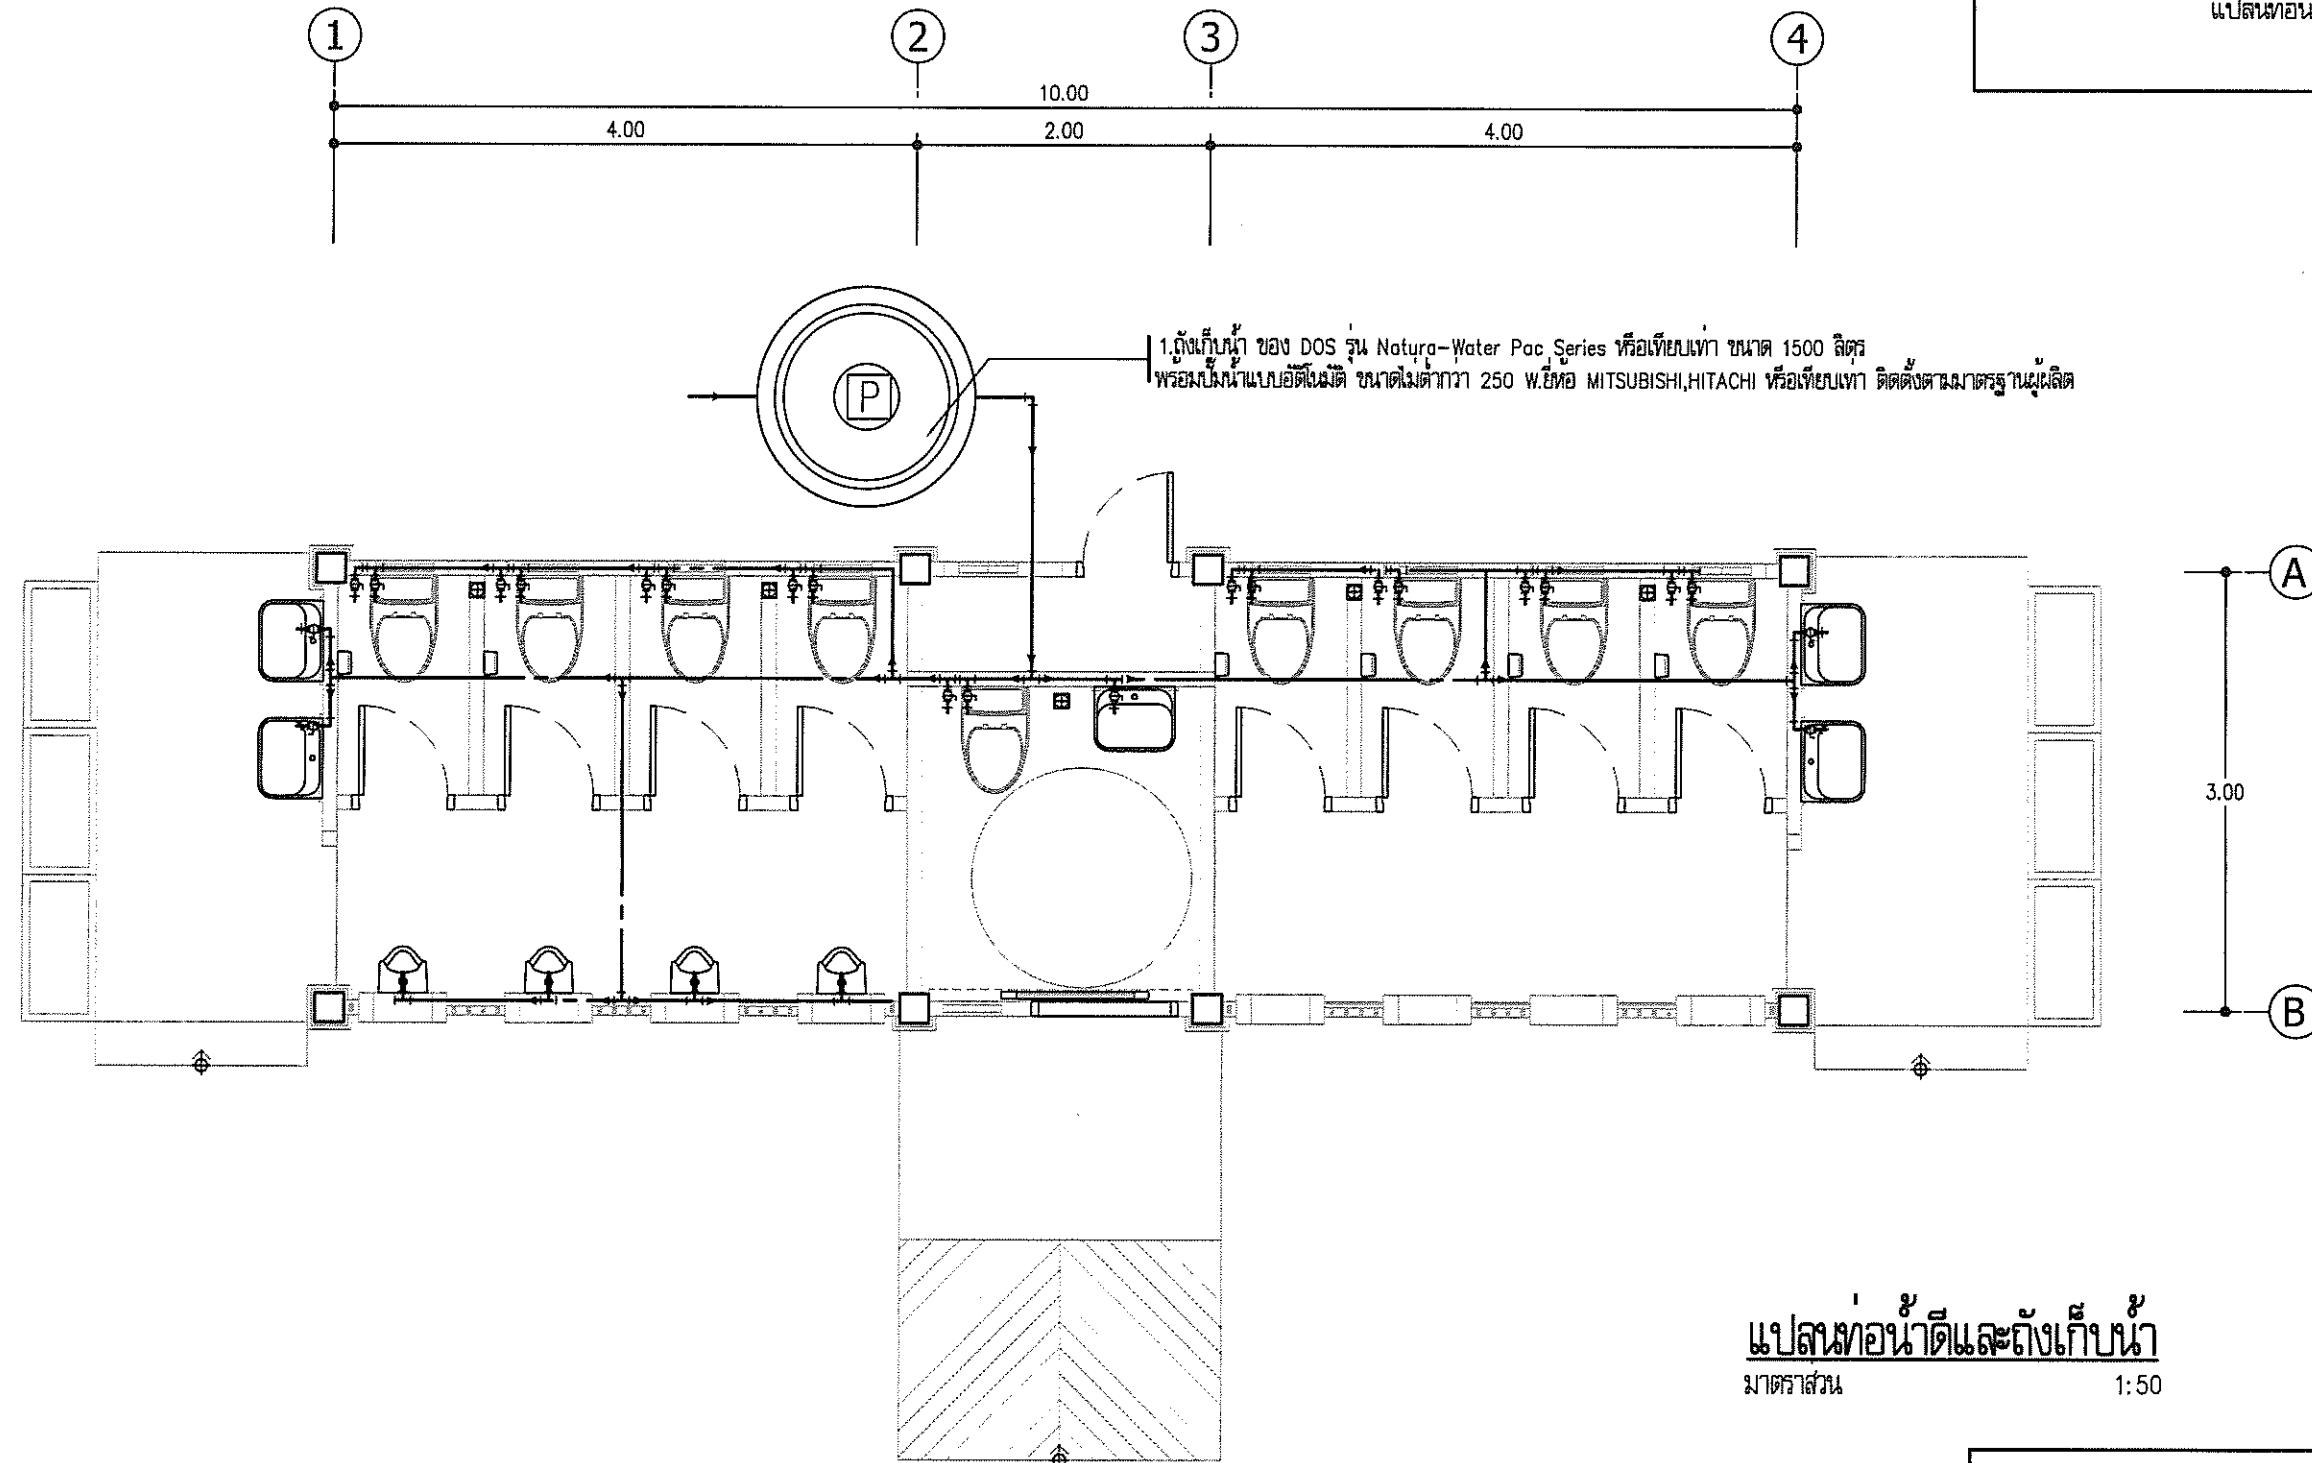 แปลนท่อน
1 2 3 4
10.00
4.00 2.00 4.00
1.ถังเก็บน้ำ ของ DOS รุ่น Natura-Water Pac Series หรือเทียบเท่า ขนาด 1500 ลิตร
พร้อมปั๊มน้ำแบบอัตโนมัติ ขนาดไม่ต่ำกว่า 250 W.ยี่ห้อ MITSUBISHI,HITACHI หรือเทียบเท่า ติดตั้งตามมาตรฐานผู้ผลิต
P
A
3.00
B
แปลนท่อน้ำดีและถังเก็บน้ำ
มาตราส่วน 1:50